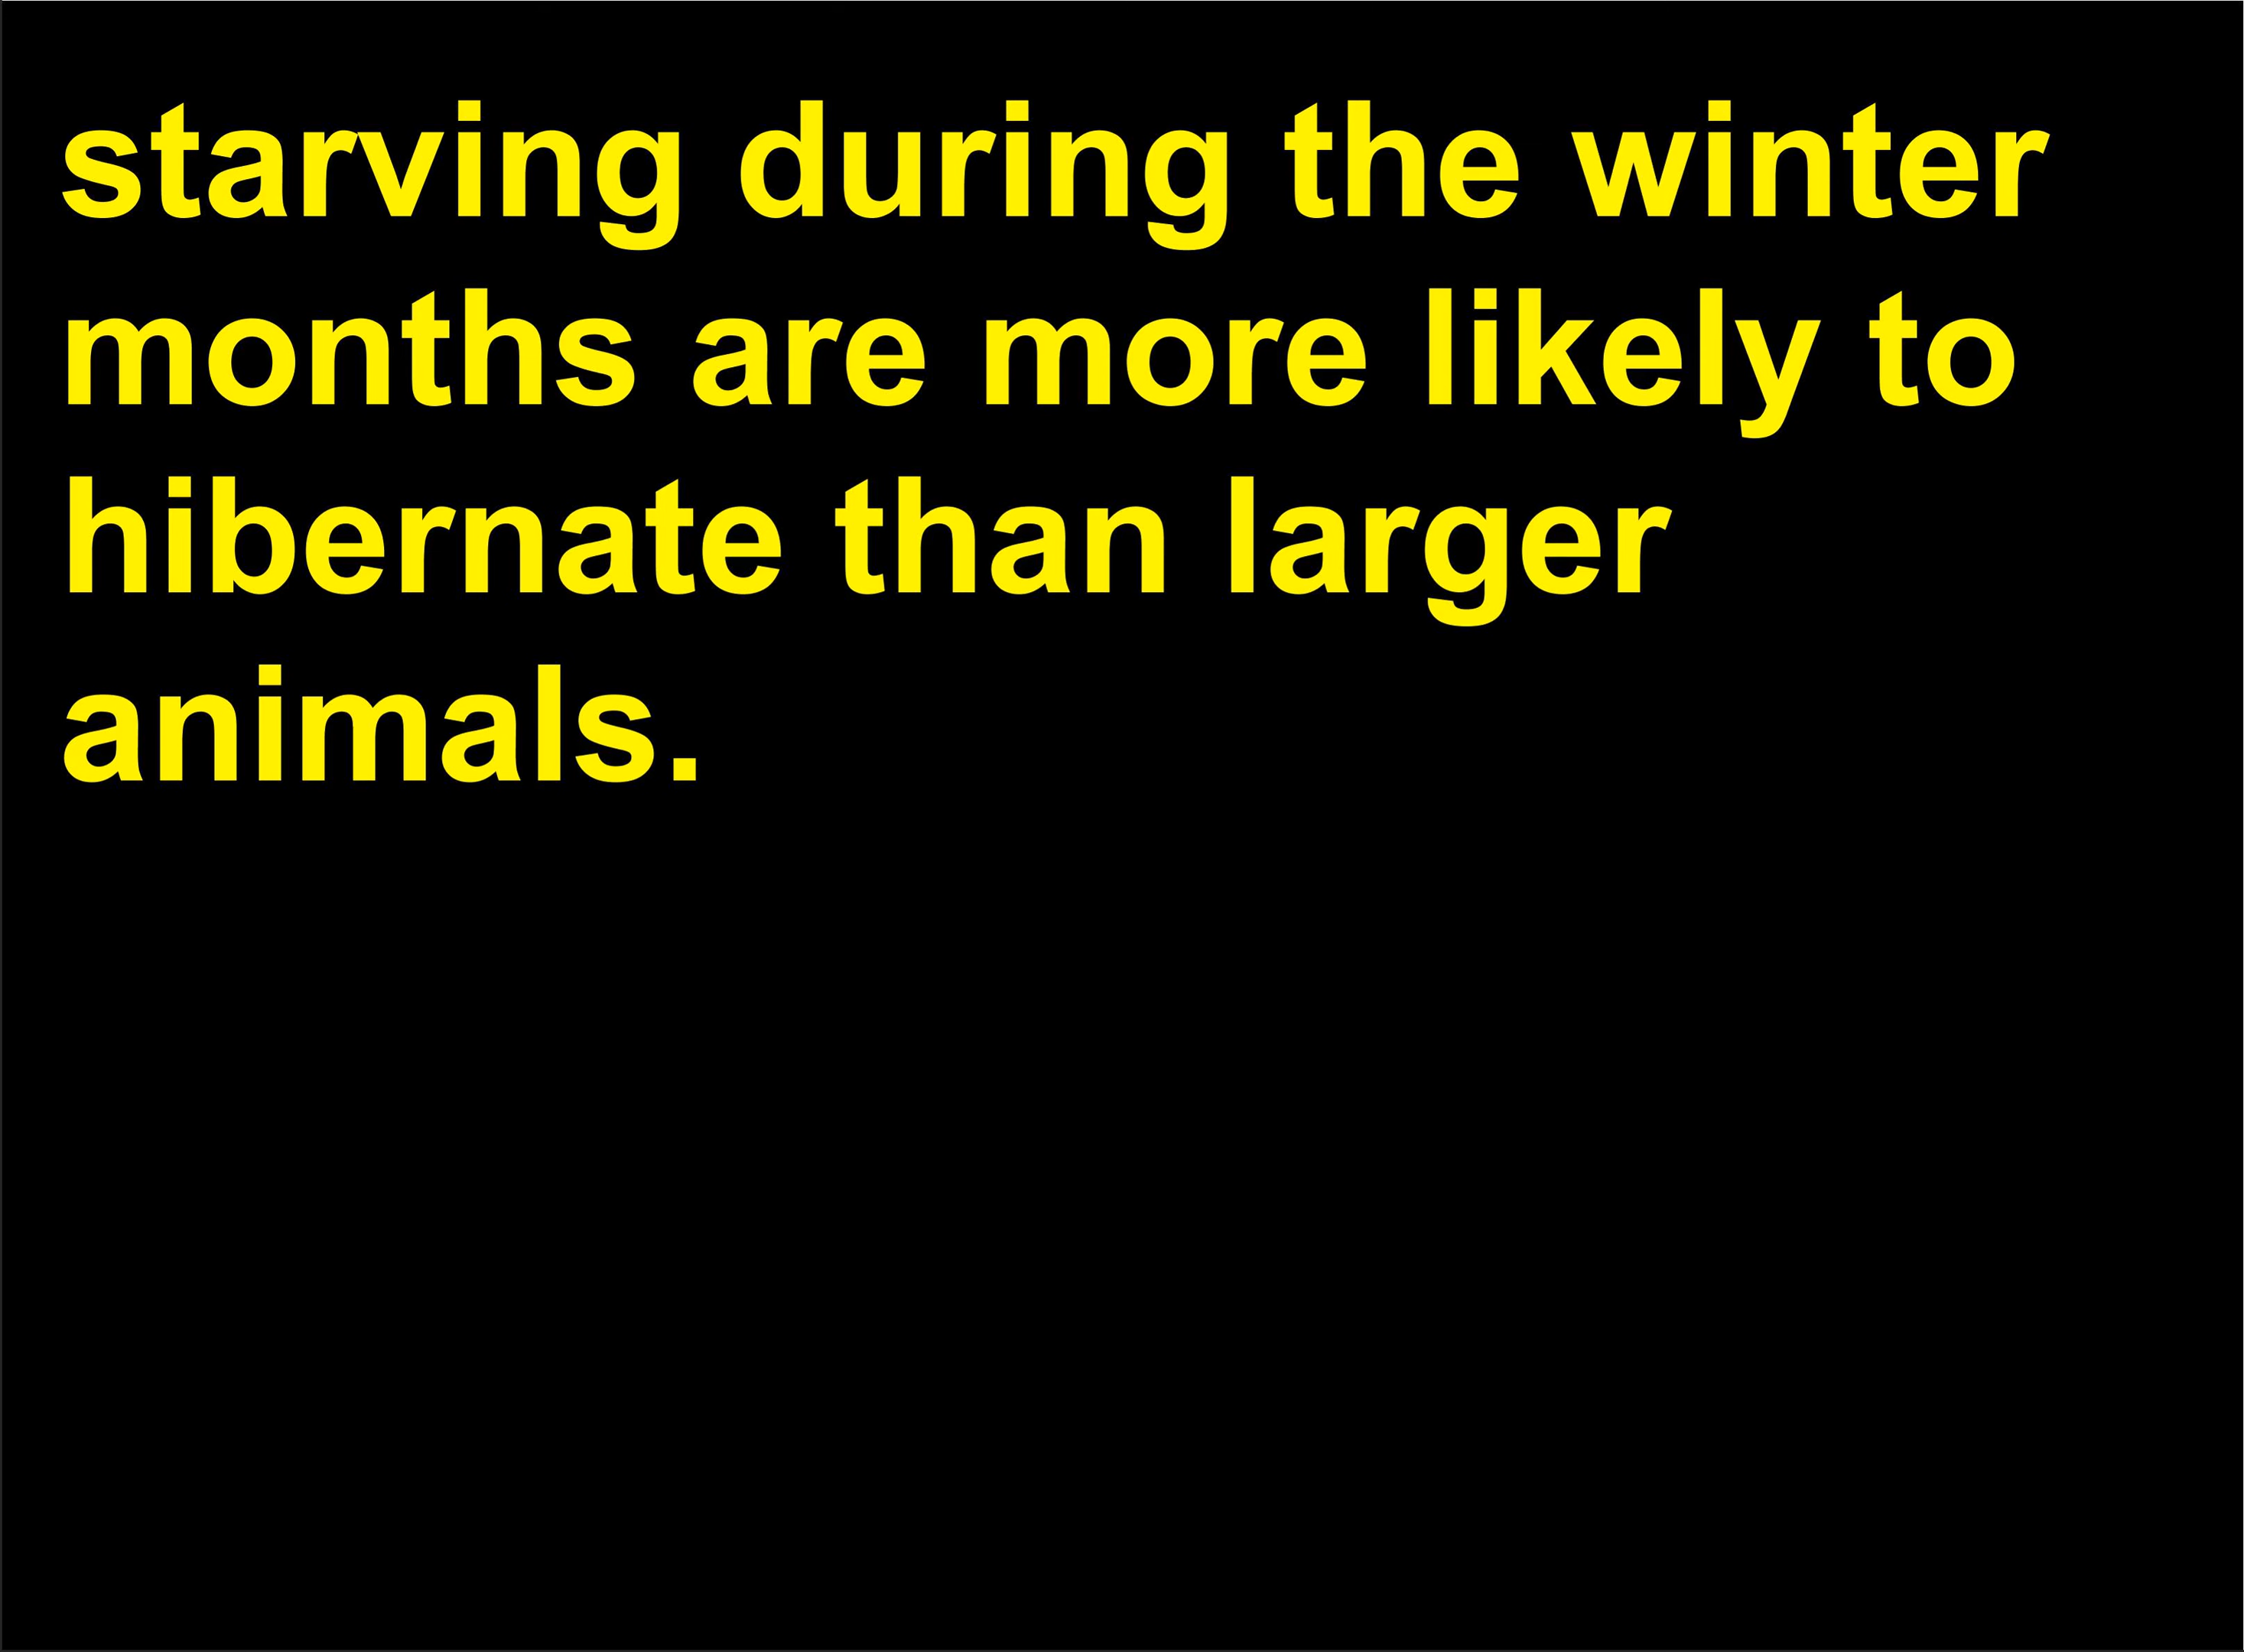 starving during the winter
months are more likely to
hibernate than larger
animals.